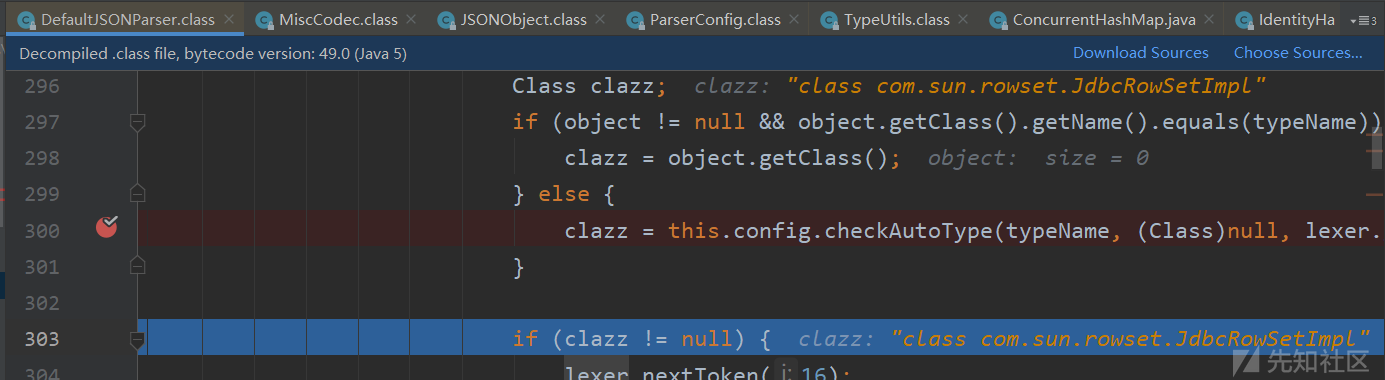 DefaultJSONParser.class MiscCodec.class JSONObject.class ParserConfig.class TypeUtils.class ConcurrentHashMap.java IdentityHa 3
Decompiled .class file, bytecode version: 49.0 (Java 5) Download Sources Choose Sources...
296 Class clazz; clazz: "class com.sun.rowset.JdbcRowSetImpl"
297 if (object != null && object.getClass().getName().equals(typeName))
298 clazz = object.getClass(); object: size = 0
299 } else {
300 clazz = this.config.checkAutoType(typeName, (Class)null, lexer.
301 }
302
303 if (clazz != null) { clazz: "class com.sun.rowset.JdbcRowSetImpl"
304 lexer.nextToken( i: 16);
先知社区